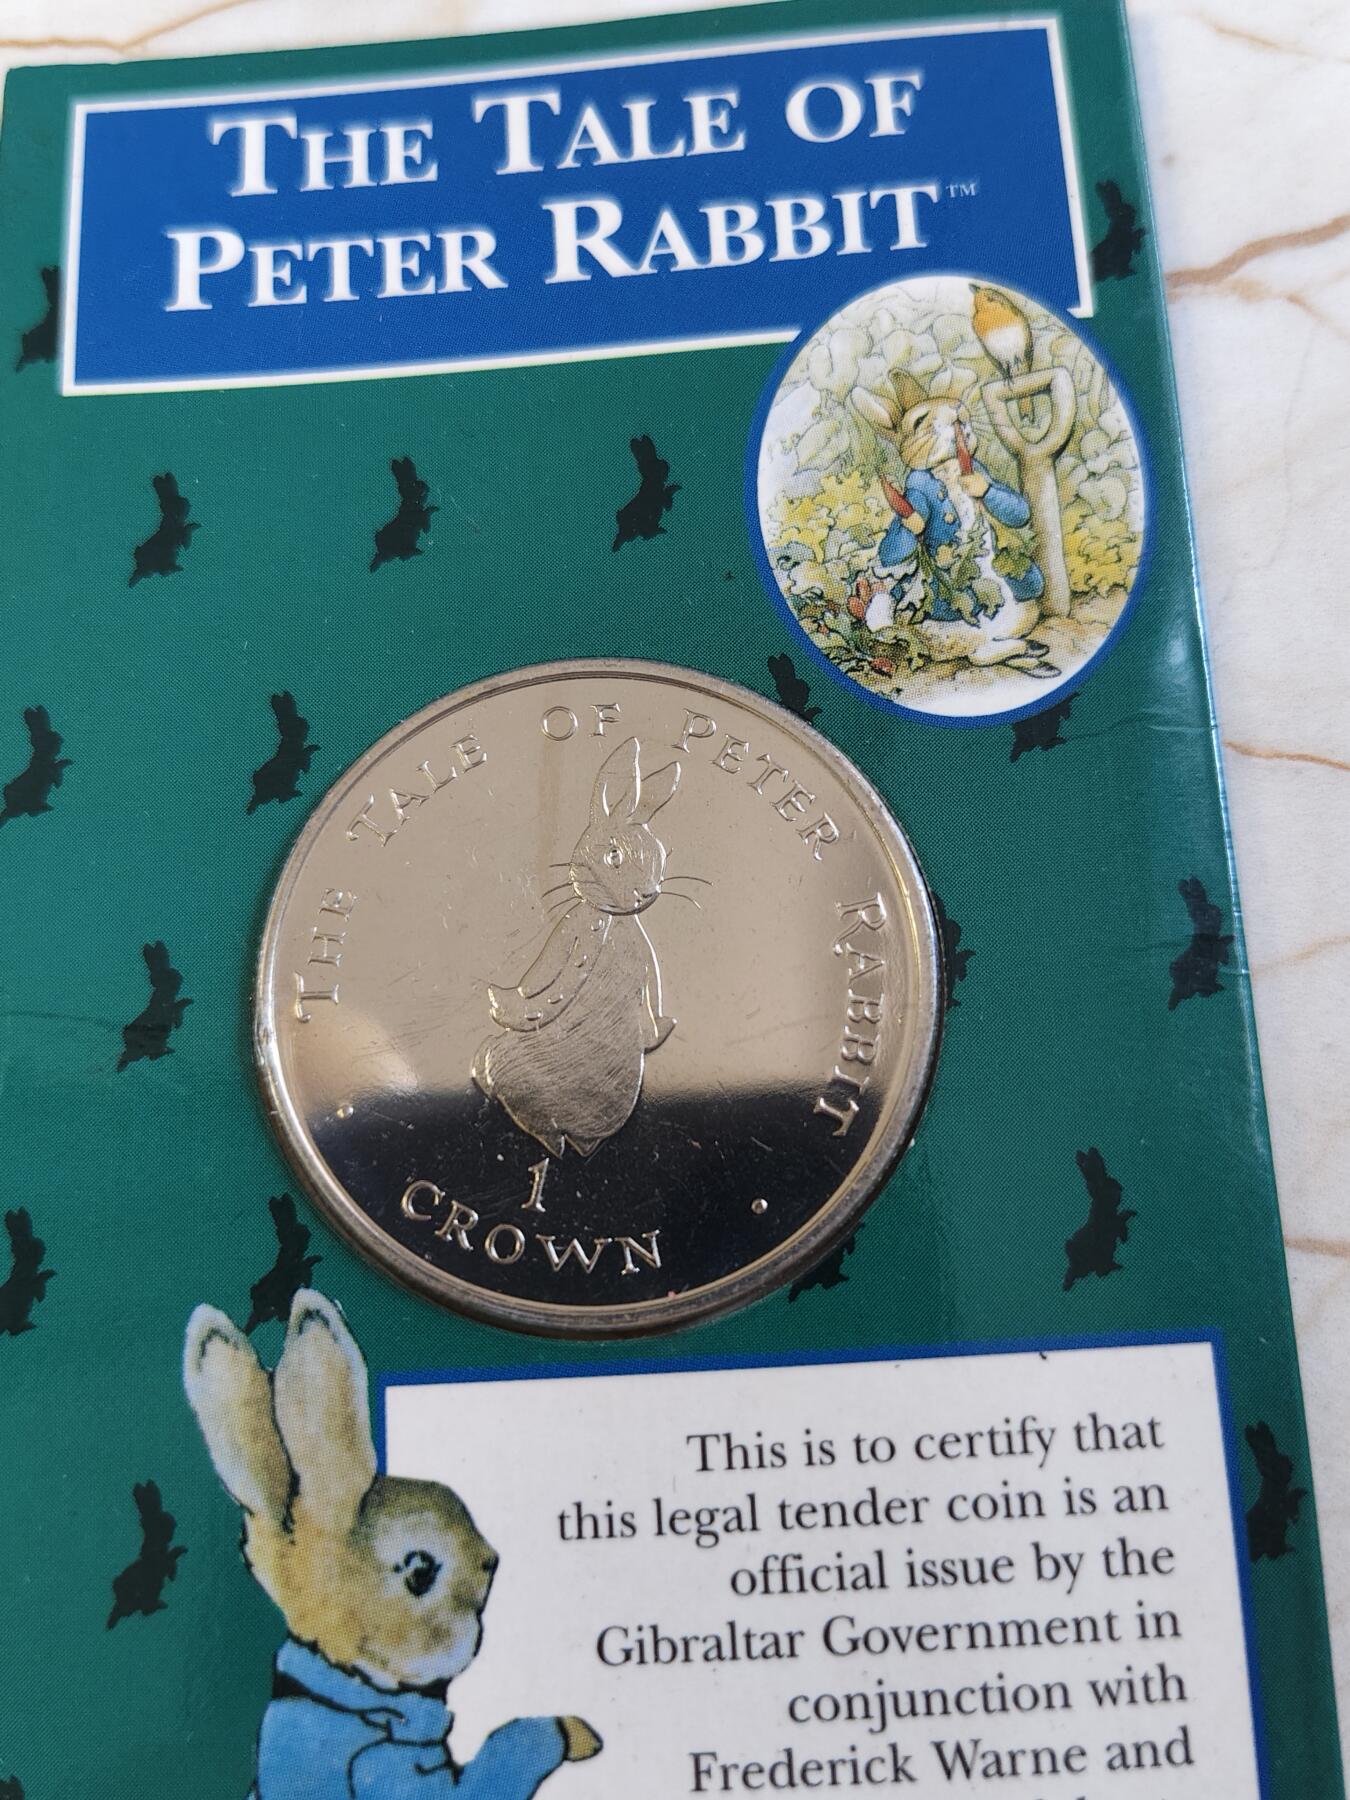 THE TALE OF
PETER RABBIT™
THE TALE OF PETER RABBIT
1
CROWN
This is to certify that
this legal tender coin is an
official issue by the
Gibraltar Government in
conjunction with
Frederick Warne and